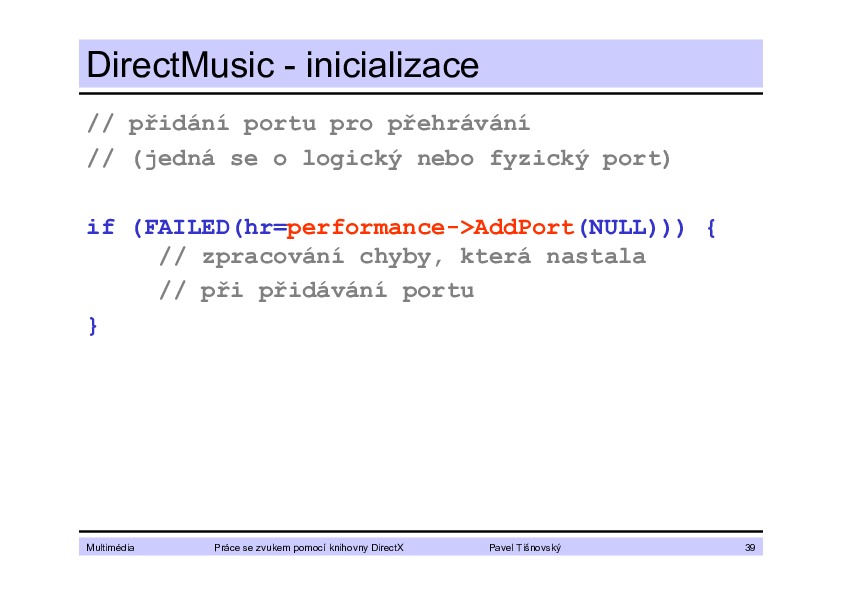 DirectMusic - inicializace
// přidání portu pro přehrávání
// (jedná se o logický nebo fyzický port)
if (FAILED(hr=performance->AddPort(NULL))) {
// zpracování chyby, která nastala
// při přidávání portu
}
Multimédia Práce se zvukem pomocí knihovny DirectX Pavel Tišnovský 39